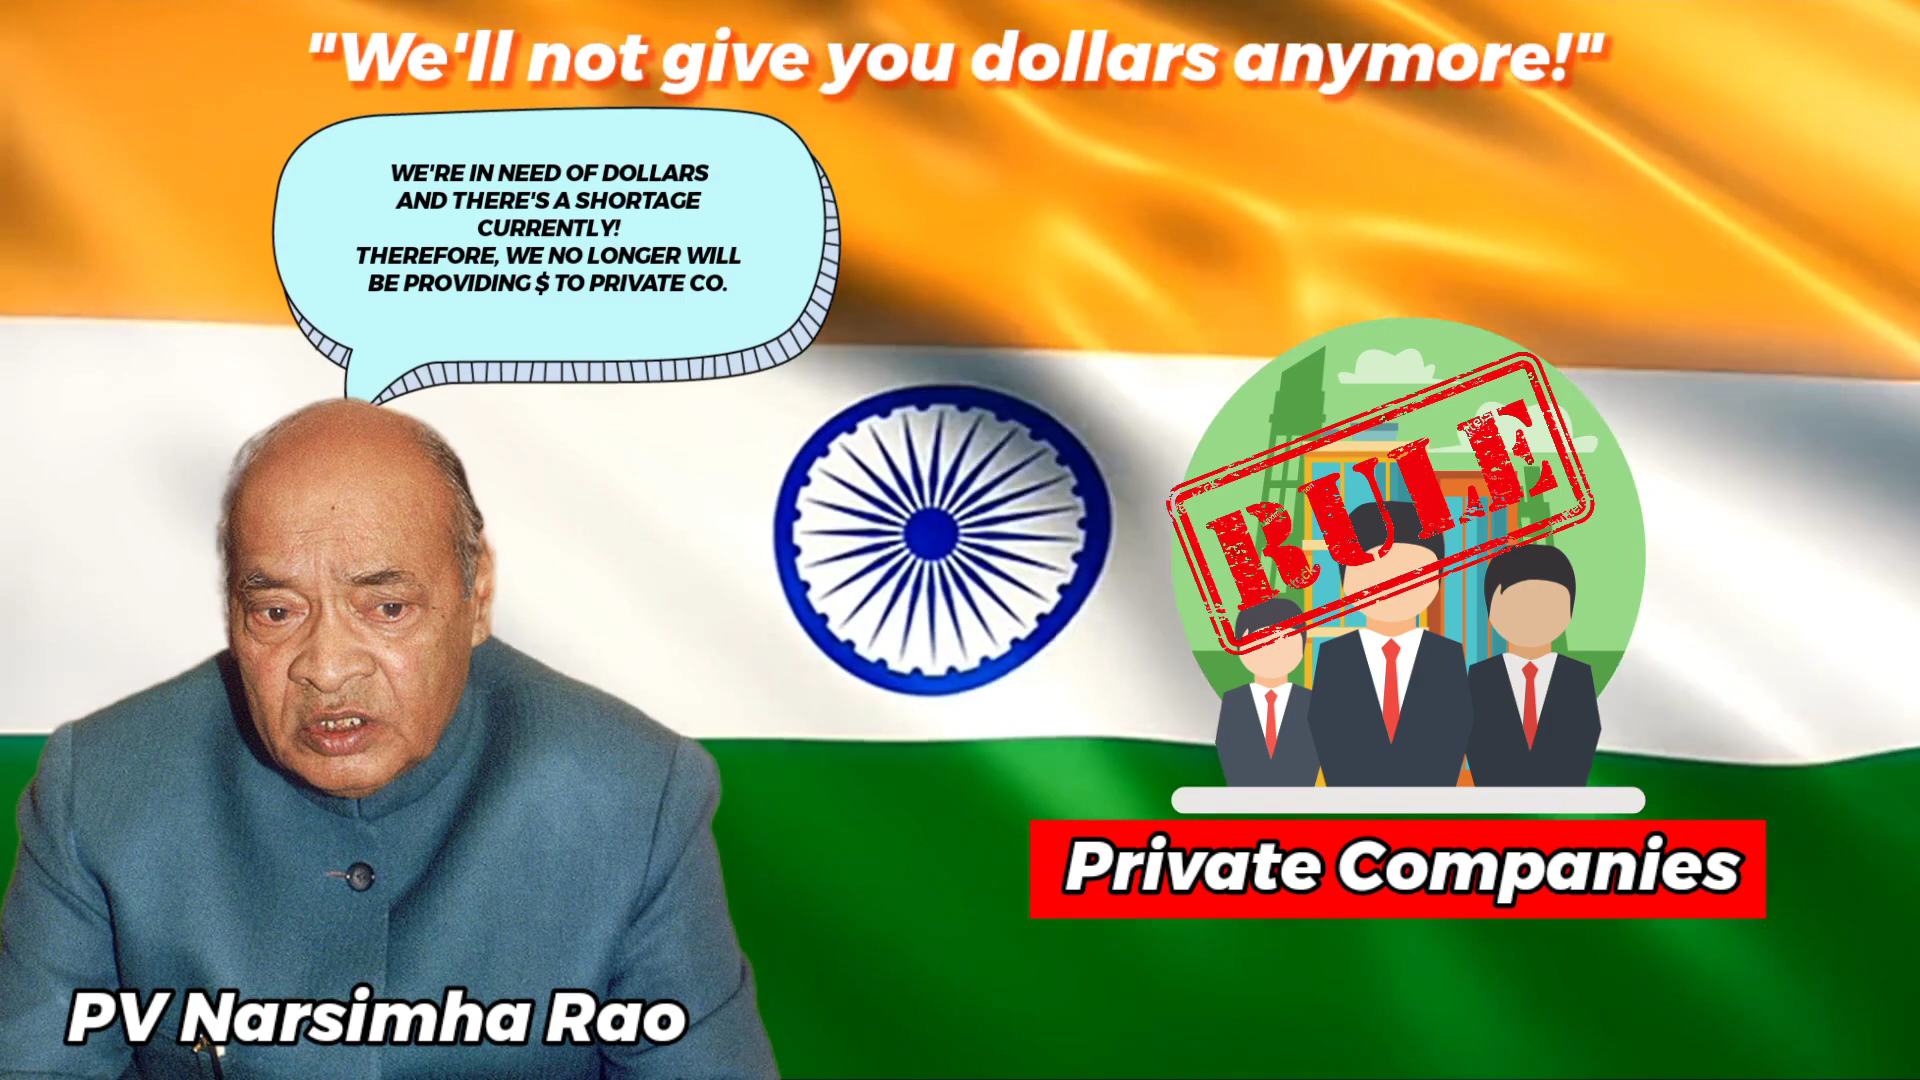 "We'll not give you dollars anymore!"
WE'RE IN NEED OF DOLLARS
AND THERE'S A SHORTAGE
CURRENTLY!
THEREFORE, WE NO LONGER WILL
BE PROVIDING $ TO PRIVATE CO.
RULE
Private Companies
PV Narsimha Rao